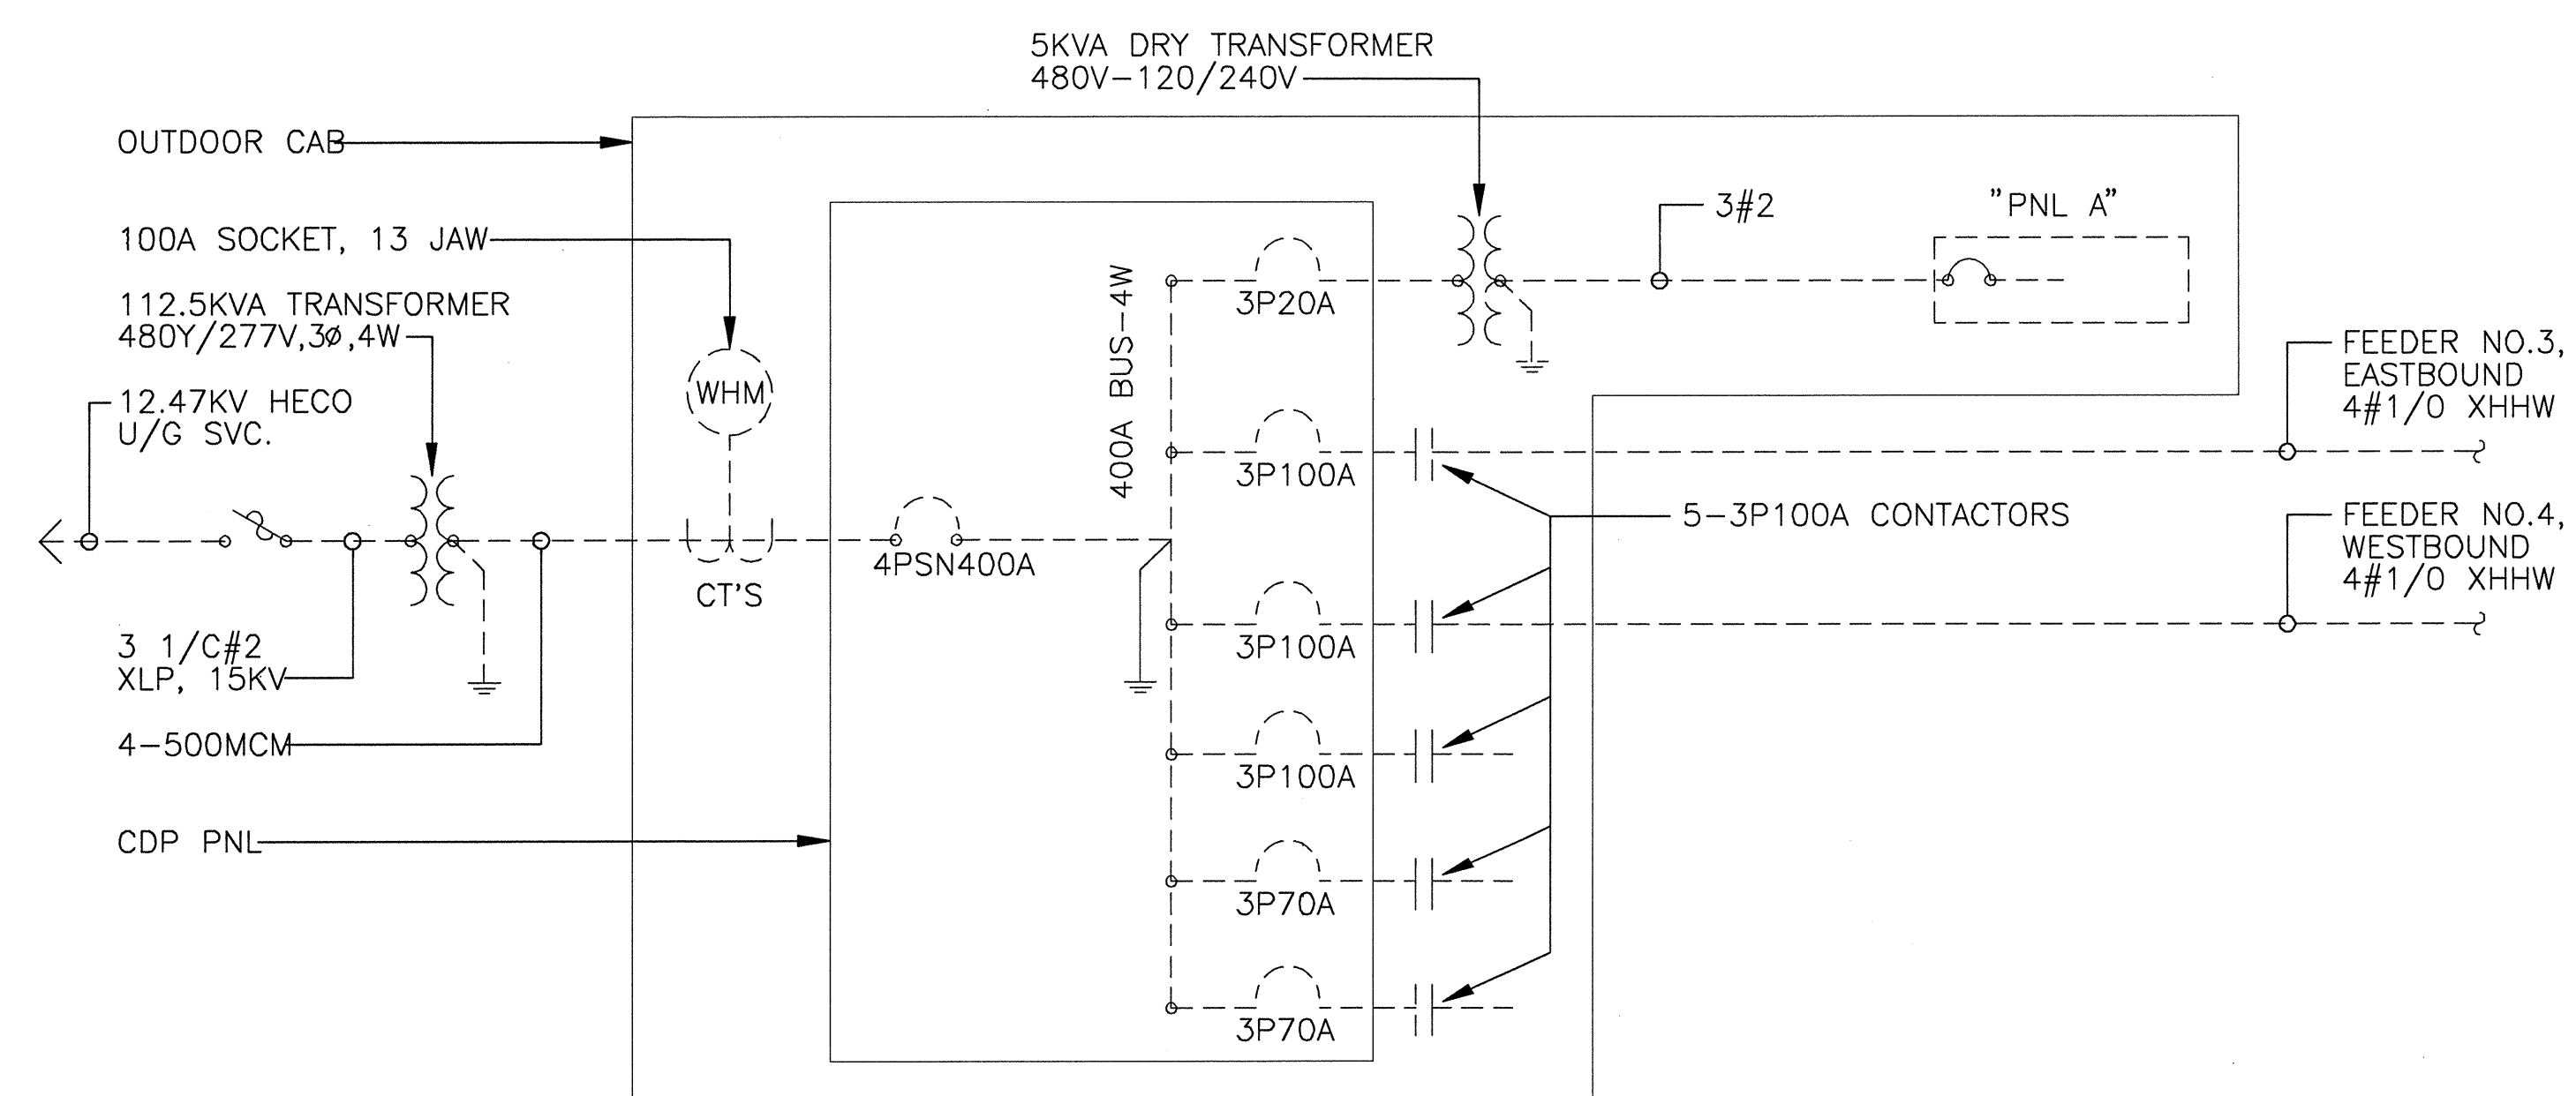 5KVA DRY TRANSFORMER
480V-120/240V
OUTDOOR CAB
100A SOCKET, 13 JAW
112.5KVA TRANSFORMER
480Y/277V,3ø,4W
12.47KV HECO
U/G SVC.
3 1/C#2
XLP, 15KV
4-500MCM
CDP PNL
WHM
CT'S
4PSN400A
400A BUS-4W
3P20A
3P100A
3P100A
3P100A
3P70A
3P70A
3#2
"PNL A"
5-3P100A CONTACTORS
FEEDER NO.3,
EASTBOUND
4#1/0 XHHW
FEEDER NO.4,
WESTBOUND
4#1/0 XHHW